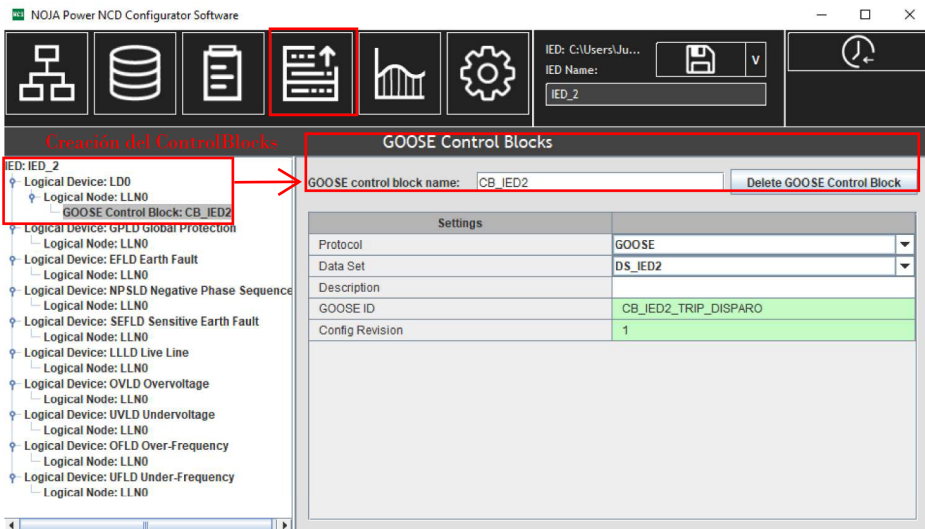 NCD NOJA Power NCD Configurator Software
IED: C:\Users\Ju...
IED Name:
V
IED_2
Creación del ControlBlocks
GOOSE Control Blocks
IED: IED_2
Logical Device: LD0
Logical Node: LLN0
GOOSE Control Block: CB_IED2
Logical Device: GPLD Global Protection
Logical Node: LLN0
Logical Device: EFLD Earth Fault
Logical Node: LLN0
Logical Device: NPSLD Negative Phase Sequence
Logical Node: LLN0
Logical Device: SEFLD Sensitive Earth Fault
Logical Node: LLN0
Logical Device: LLLD Live Line
Logical Node: LLN0
Logical Device: OVLD Overvoltage
Logical Node: LLN0
Logical Device: UVLD Undervoltage
Logical Node: LLN0
Logical Device: OFLD Over-Frequency
Logical Node: LLN0
Logical Device: UFLD Under-Frequency
Logical Node: LLN0
GOOSE control block name: CB_IED2 Delete GOOSE Control Block
Settings
Protocol GOOSE
Data Set DS_IED2
Description
GOOSE ID CB_IED2_TRIP_DISPARO
Config Revision 1